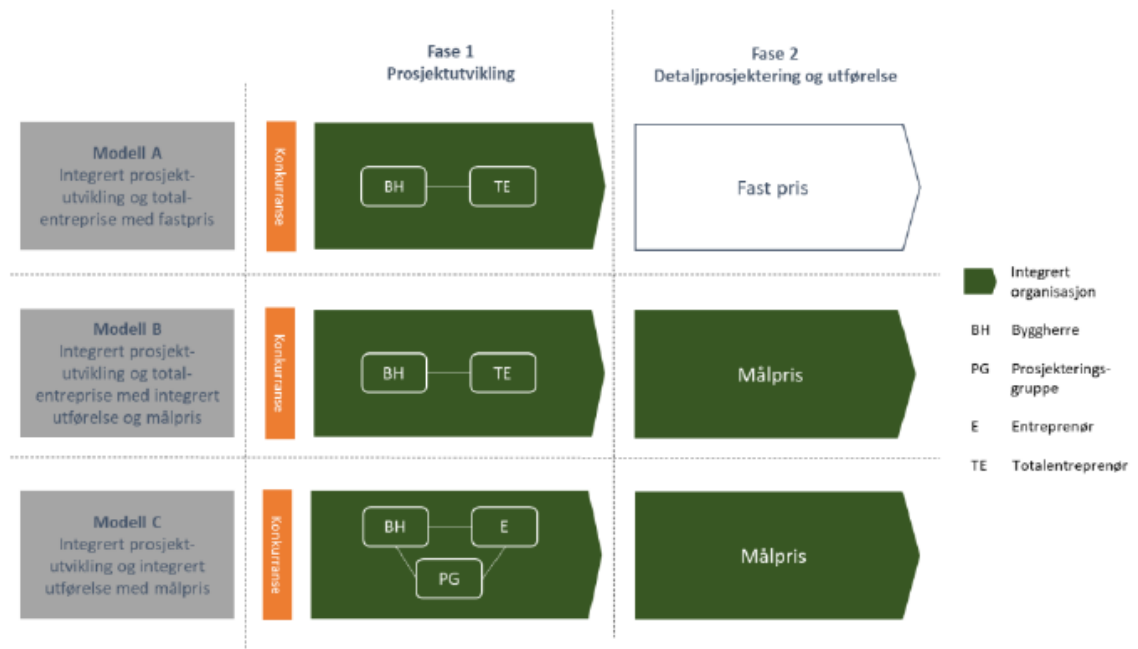 Fase 1
Prosjektutvikling
Fase 2
Detaljprosjektering og utførelse
Modell A
Integrert prosjekt-
utvikling og total-
entreprise med fastpris
Konkurranse
BH
TE
Fast pris
Modell B
Integrert prosjekt-
utvikling og total-
entreprise med integrert
utførelse og målpris
Konkurranse
BH
TE
Målpris
Modell C
Integrert prosjekt-
utvikling og integrert
utførelse med målpris
Konkurranse
BH
E
PG
Målpris
Integrert
organisasjon
BH Byggherre
PG Prosjekterings-
gruppe
E Entreprenør
TE Totalentreprenør